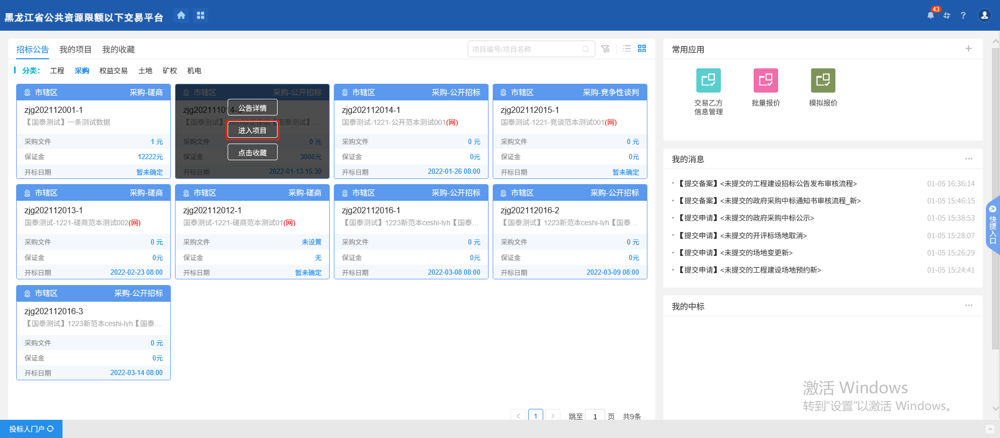 黑龙江省公共资源限额以下交易平台
43
招标公告 我的项目 我的收藏
项目编号/项目名称
分类： 工程 采购 权益交易 土地 矿权 机电
市辖区 采购-磋商
zjg202112001-1
【国泰测试】一条测试数据
采购文件 1 元
保证金 12222元
开标日期 暂未确定
市辖区 采购-公开招标
zjg202111014-3
公告详情
进入项目
点击收藏
采购文件 0 元
保证金 3000元
开标日期 2022-01-13 15:30
市辖区 采购-公开招标
zjg202112014-1
国泰测试-1221-公开范本测试001(网)
采购文件 0 元
保证金 0元
开标日期 2022-01-26 08:00
市辖区 采购-竞争性谈判
zjg202112015-1
国泰测试-1221-竞谈范本测试001(网)
采购文件 0 元
保证金 0元
开标日期 暂未确定
市辖区 采购-磋商
zjg202112013-1
国泰测试-1221-磋商范本测试002(网)
采购文件 0 元
保证金 0元
开标日期 2022-02-23 08:00
市辖区 采购-磋商
zjg202112012-1
国泰测试-1221-磋商范本测试01(网)
采购文件 未设置
保证金 无
开标日期 暂未确定
市辖区 采购-公开招标
zjg202112016-1
【国泰测试】1223新范本ceshi-lyh【国泰...
采购文件 0 元
保证金 0元
开标日期 2022-03-08 08:00
市辖区 采购-公开招标
zjg202112016-2
【国泰测试】1223新范本ceshi-lyh【国泰...
采购文件 0 元
保证金 0元
开标日期 2022-03-09 08:00
市辖区 采购-公开招标
zjg202112016-3
【国泰测试】1223新范本ceshi-lyh【国泰...
采购文件 0 元
保证金 0元
开标日期 2022-03-14 08:00
< 1 > 跳至 1 页 共9条
常用应用
交易乙方
信息管理
批量报价
模拟报价
我的消息
【提交备案】<未提交的工程建设招标公告发布审核流程> 01-05 16:36:14
【提交备案】<未提交的政府采购中标通知书审核流程_新> 01-05 15:46:15
【提交申请】<未提交的政府采购中标公示> 01-05 15:38:53
【提交申请】<未提交的开评标场地取消> 01-05 15:28:07
【提交申请】<未提交的场地变更新> 01-05 15:26:29
【提交申请】<未提交的工程建设场地预约新> 01-05 15:24:41
快捷入口
我的中标
激活 Windows
转到“设置”以激活 Windows。
投标人门户